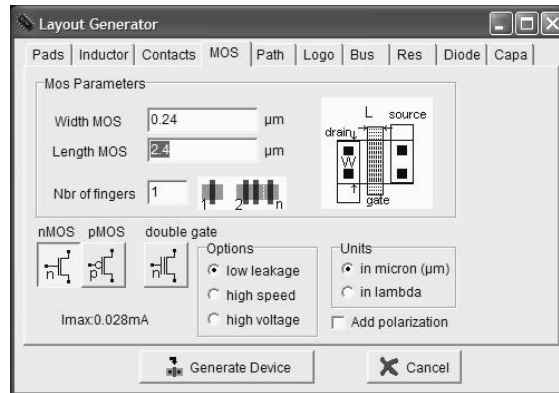 Layout Generator
Pads Inductor Contacts MOS Path Logo Bus Res Diode Capa
Mos Parameters
Width MOS 0.24 µm
Length MOS 2.4 µm
Nbr of fingers 1
1 2 n
L source
drain
W
gate
nMOS pMOS double gate
n p n
Options
low leakage
high speed
high voltage
Units
in micron (µm)
in lambda
Imax:0.028mA
Add polarization
Generate Device Cancel